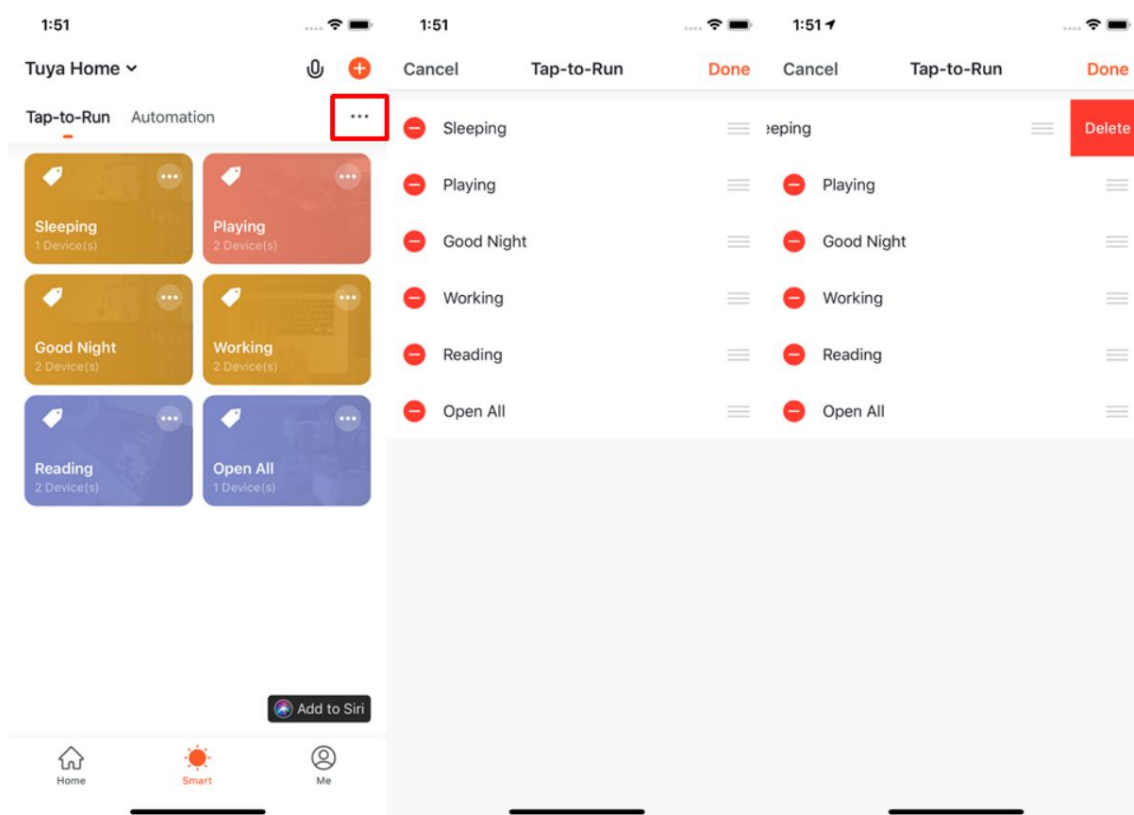 1:51
Tuya Home
Tap-to-Run Automation
Sleeping
1 Device(s)
Playing
2 Device(s)
Good Night
2 Device(s)
Working
2 Device(s)
Reading
2 Device(s)
Open All
1 Device(s)
Add to Siri
Home Smart Me
1:51
Cancel Tap-to-Run Done
Sleeping
Playing
Good Night
Working
Reading
Open All
1:51
Cancel Tap-to-Run Done
eeping Delete
Playing
Good Night
Working
Reading
Open All